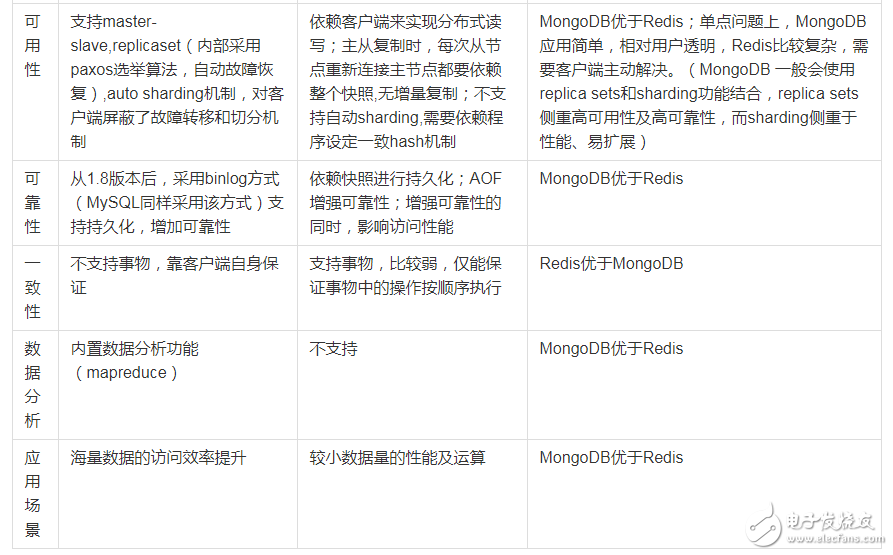 可用性
支持master-
slave,replicaset（内部采用
paxos选举算法，自动故障恢
复）,auto sharding机制，对客
户端屏蔽了故障转移和切分机
制
依赖客户端来实现分布式读
写；主从复制时，每次从节
点重新连接主节点都要依赖
整个快照,无增量复制；不支
持自动sharding,需要依赖程
序设定一致hash机制
MongoDB优于Redis；单点问题上，MongoDB
应用简单，相对用户透明，Redis比较复杂，需
要客户端主动解决。（MongoDB 一般会使用
replica sets和sharding功能结合，replica sets
侧重高可用性及高可靠性，而sharding侧重于
性能、易扩展）
可靠性
从1.8版本后，采用binlog方式
（MySQL同样采用该方式）支
持持久化，增加可靠性
依赖快照进行持久化；AOF
增强可靠性；增强可靠性的
同时，影响访问性能
MongoDB优于Redis
一致性
不支持事物，靠客户端自身保
证
支持事物，比较弱，仅能保
证事物中的操作按顺序执行
Redis优于MongoDB
数据分析
内置数据分析功能
（mapreduce）
不支持
MongoDB优于Redis
应用场景
海量数据的访问效率提升
较小数据量的性能及运算
MongoDB优于Redis
电子发烧友
www.elecfans.com